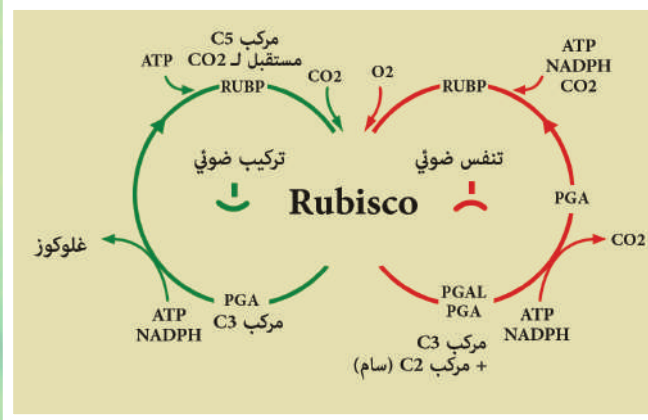 مركب C5
مستقبل لـ CO2
ATP
RUBP
CO2
تركيب ضوئي
غلوكوز
ATP
NADPH
PGA
مركب C3
Rubisco
O2
RUBP
ATP
NADPH
CO2
تنفس ضوئي
PGA
CO2
PGAL
PGA
ATP
NADPH
مركب C3
+ مركب C2 (سام)